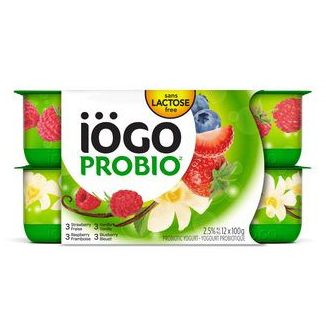 sans
LACTOSE
free
iögo
PROBIO
3 Strawberry Fraise 3 Vanilla Vanille
3 Raspberry Framboise 3 Blueberry Bleuet
2.5% M.F. M.G. 12 x 100g
PROBIOTIC YOGURT - YOGOURT PROBIOTIQUE